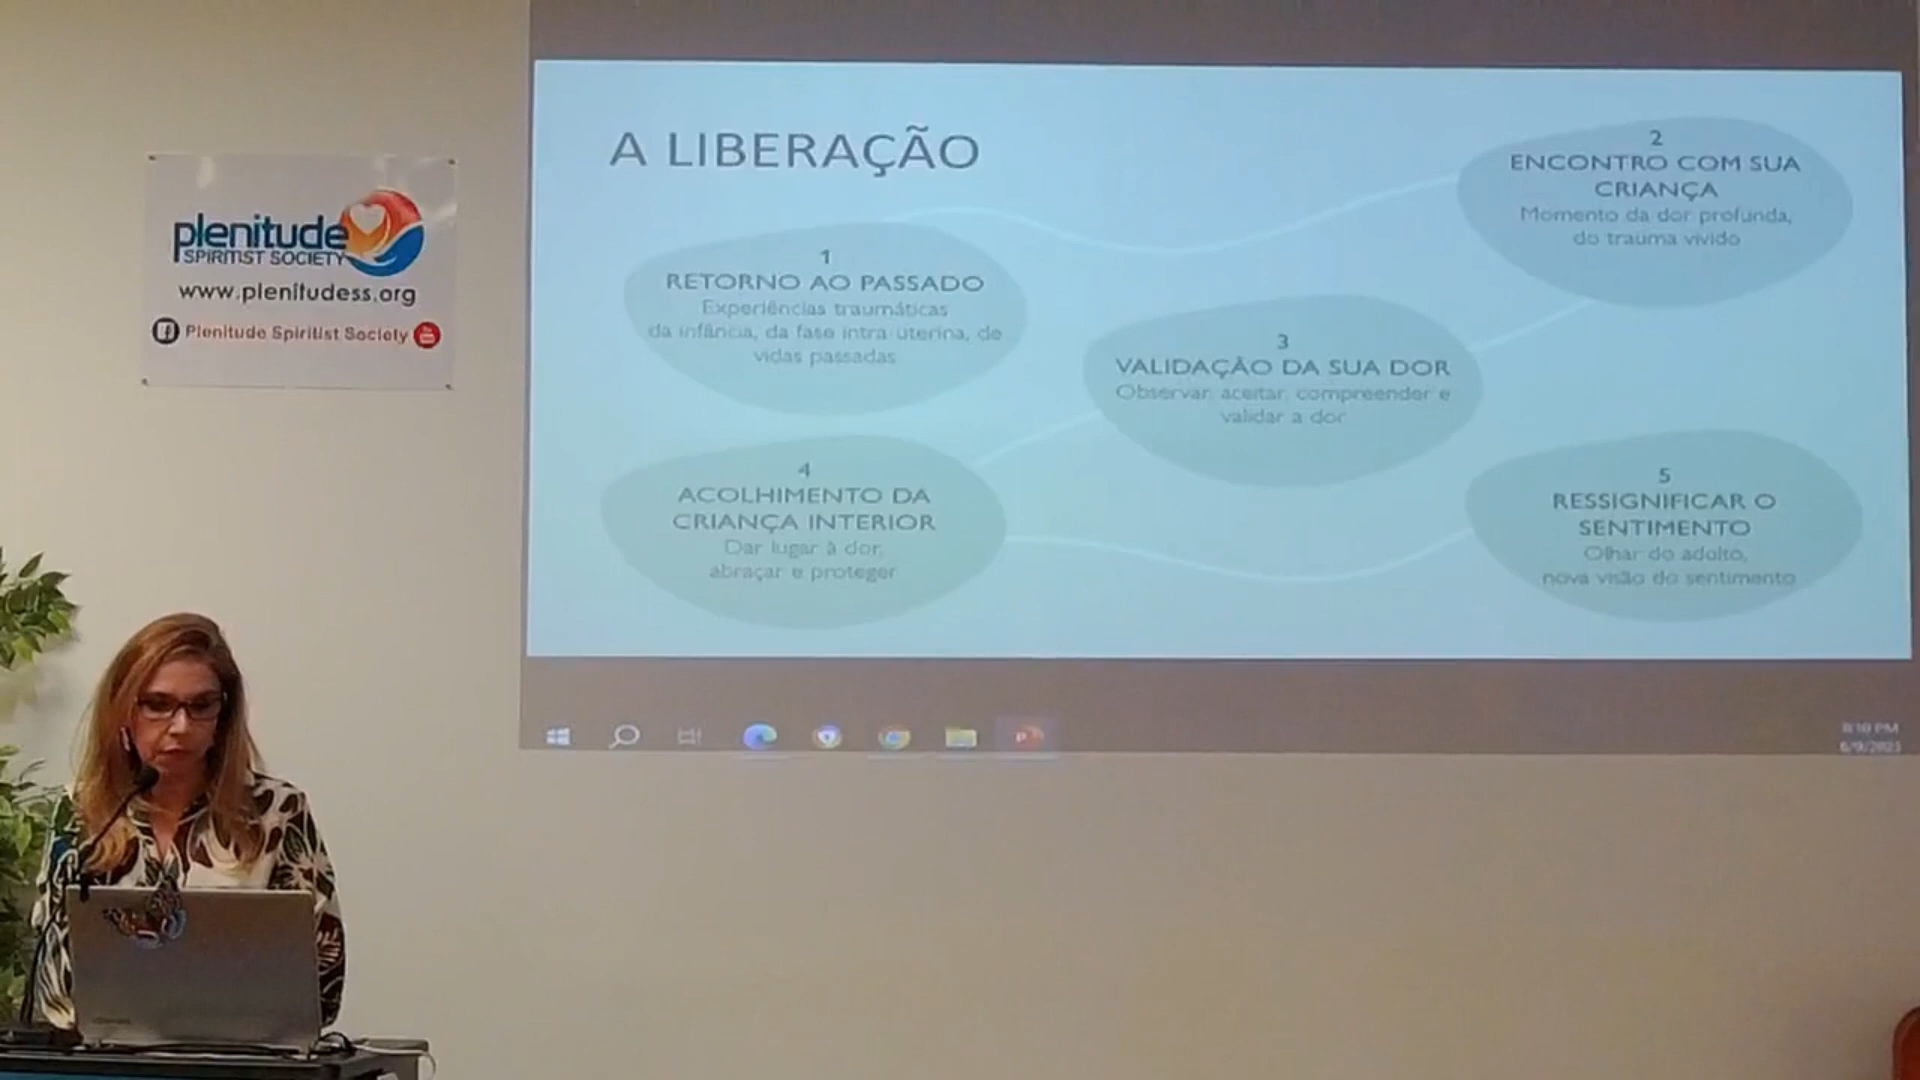 plenitude
SPIRITIST SOCIETY
www.plenitudess.org
Plenitude Spiritist Society
A LIBERAÇÃO
1
RETORNO AO PASSADO
Experiências traumáticas
da infância, da fase intra-uterina, de
vidas passadas
2
ENCONTRO COM SUA
CRIANÇA
Momento da dor profunda,
do trauma vivido
3
VALIDAÇÃO DA SUA DOR
Observar, aceitar, compreender e
validar a dor
4
ACOLHIMENTO DA
CRIANÇA INTERIOR
Dar lugar à dor,
abraçar e proteger
5
RESSIGNIFICAR O
SENTIMENTO
Olhar do adulto,
nova visão do sentimento